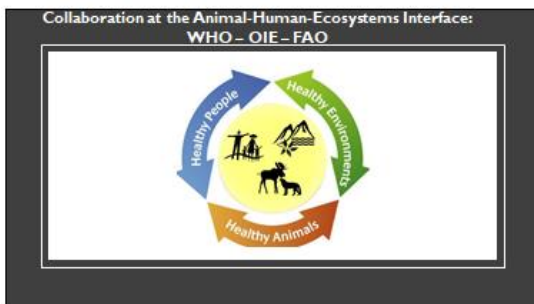 Collaboration at the Animal-Human-Ecosystems Interface:
WHO – OIE – FAO
Healthy People
Healthy Environments
Healthy Animals